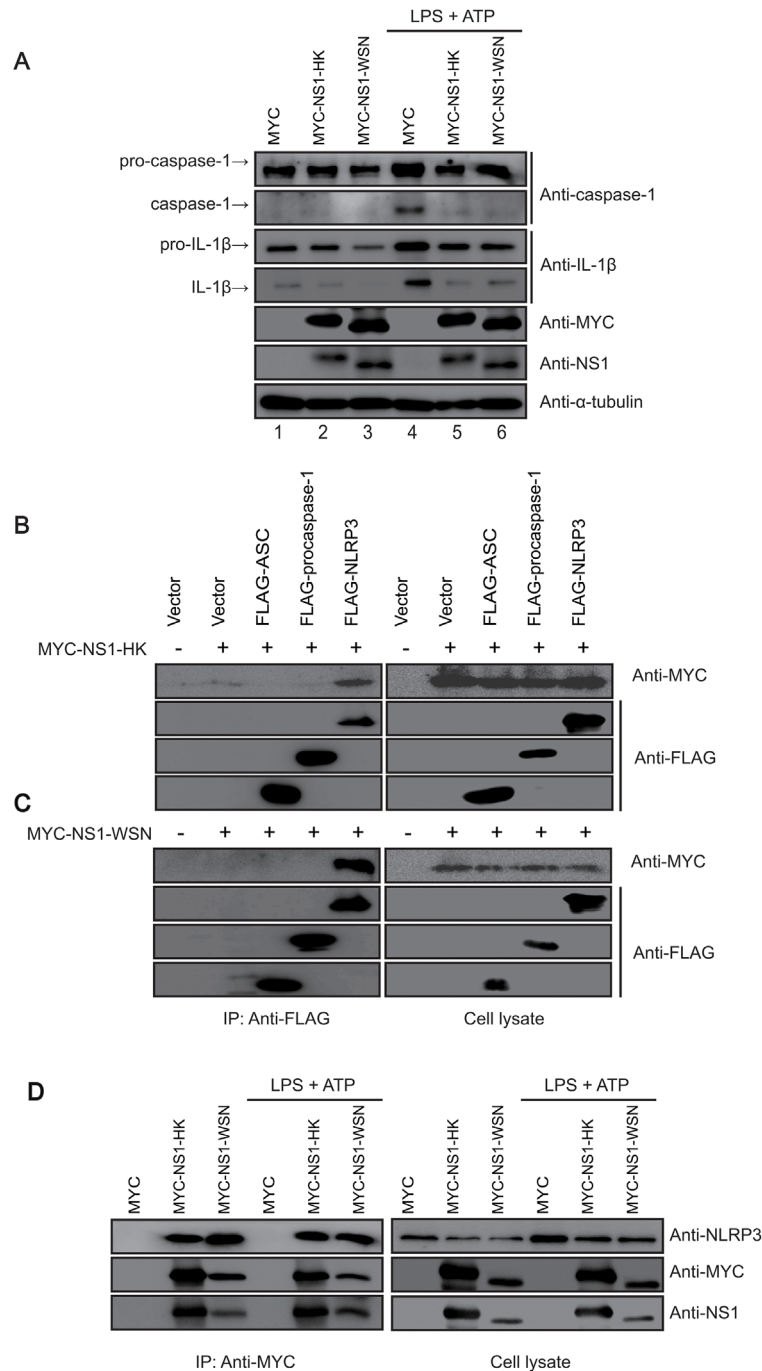 LPS + ATP
A
MYC
MYC-NS1-HK
MYC-NS1-WSN
MYC
MYC-NS1-HK
MYC-NS1-WSN
pro-caspase-1→
caspase-1→
Anti-caspase-1
pro-IL-1β→
IL-1β→
Anti-IL-1β
Anti-MYC
Anti-NS1
Anti-α-tubulin
1 2 3 4 5 6
B
Vector
Vector
FLAG-ASC
FLAG-procaspase-1
FLAG-NLRP3
Vector
Vector
FLAG-ASC
FLAG-procaspase-1
FLAG-NLRP3
MYC-NS1-HK - + + + + - + + + +
Anti-MYC
Anti-FLAG
C
MYC-NS1-WSN - + + + + - + + + +
Anti-MYC
Anti-FLAG
IP: Anti-FLAG Cell lysate
D
LPS + ATP LPS + ATP
MYC
MYC-NS1-HK
MYC-NS1-WSN
MYC
MYC-NS1-HK
MYC-NS1-WSN
MYC
MYC-NS1-HK
MYC-NS1-WSN
MYC
MYC-NS1-HK
MYC-NS1-WSN
Anti-NLRP3
Anti-MYC
Anti-NS1
IP: Anti-MYC Cell lysate